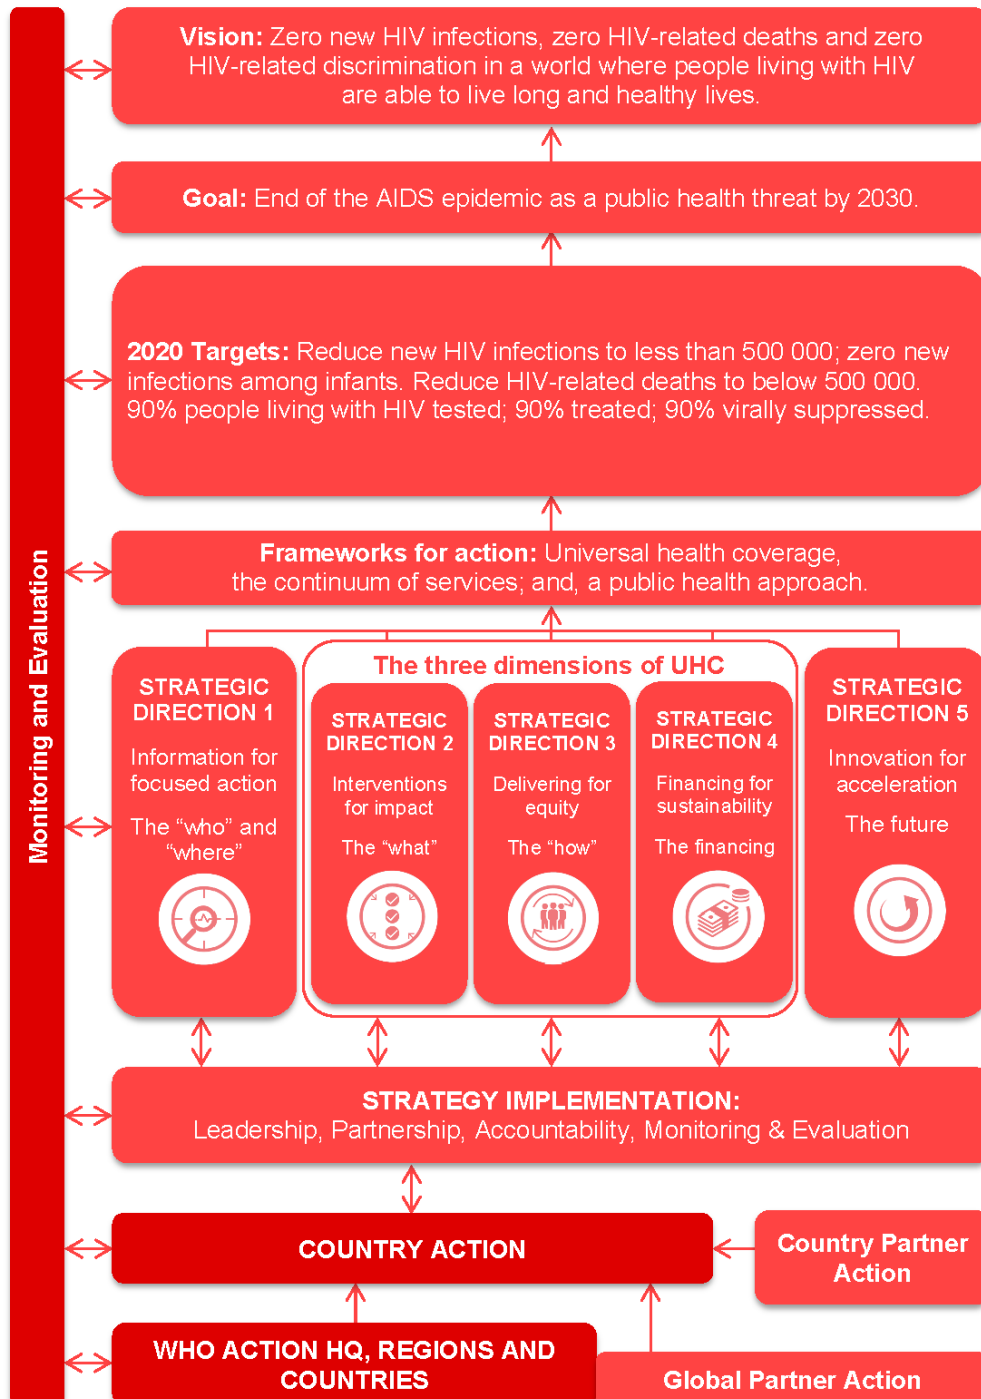 Monitoring and Evaluation
Vision: Zero new HIV infections, zero HIV-related deaths and zero
HIV-related discrimination in a world where people living with HIV
are able to live long and healthy lives.
Goal: End of the AIDS epidemic as a public health threat by 2030.
2020 Targets: Reduce new HIV infections to less than 500 000; zero new
infections among infants. Reduce HIV-related deaths to below 500 000.
90% people living with HIV tested; 90% treated; 90% virally suppressed.
Frameworks for action: Universal health coverage,
the continuum of services; and, a public health approach.
STRATEGIC
DIRECTION 1
Information for
focused action
The “who” and
“where”
The three dimensions of UHC
STRATEGIC
DIRECTION 2
Interventions
for impact
The “what”
STRATEGIC
DIRECTION 3
Delivering for
equity
The “how”
STRATEGIC
DIRECTION 4
Financing for
sustainability
The financing
STRATEGIC
DIRECTION 5
Innovation for
acceleration
The future
STRATEGY IMPLEMENTATION:
Leadership, Partnership, Accountability, Monitoring & Evaluation
COUNTRY ACTION
Country Partner
Action
WHO ACTION HQ, REGIONS AND
COUNTRIES
Global Partner Action